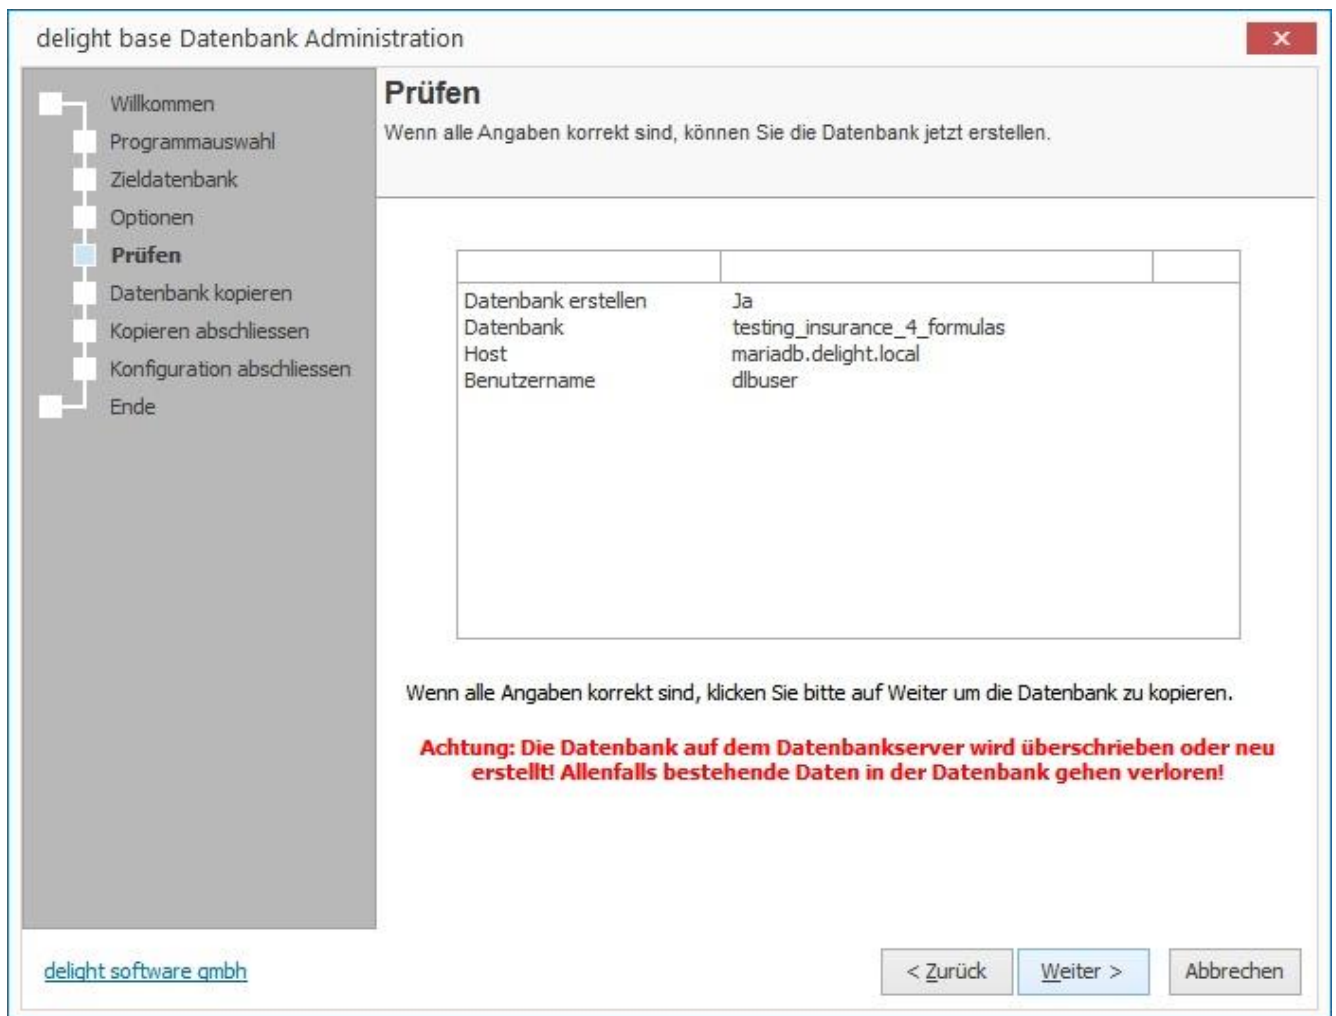 delight base Datenbank Administration
Willkommen
Programmauswahl
Zieldatenbank
Optionen
Prüfen
Datenbank kopieren
Kopieren abschliessen
Konfiguration abschliessen
Ende
Prüfen
Wenn alle Angaben korrekt sind, können Sie die Datenbank jetzt erstellen.
Datenbank erstellen Ja
Datenbank testing_insurance_4_formulas
Host mariadb.delight.local
Benutzername dlbuser
Wenn alle Angaben korrekt sind, klicken Sie bitte auf Weiter um die Datenbank zu kopieren.
Achtung: Die Datenbank auf dem Datenbankserver wird überschrieben oder neu
erstellt! Allenfalls bestehende Daten in der Datenbank gehen verloren!
delight software gmbh
< Zurück Weiter > Abbrechen